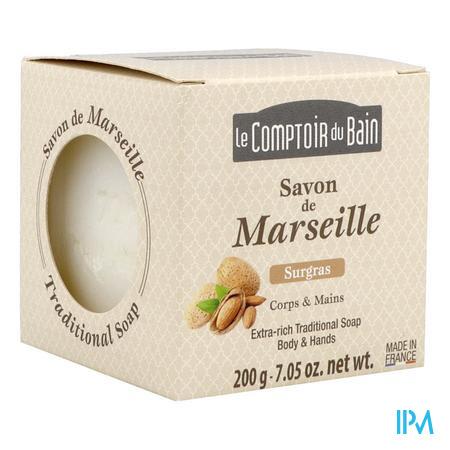 Savon de Marseille
Traditional Soap
Le Comptoir du Bain
Savon
de
Marseille
Surgras
Corps & Mains
Extra-rich Traditional Soap
Body & Hands
200 g - 7.05 oz. net wt.
MADE IN
FRANCE
IPM